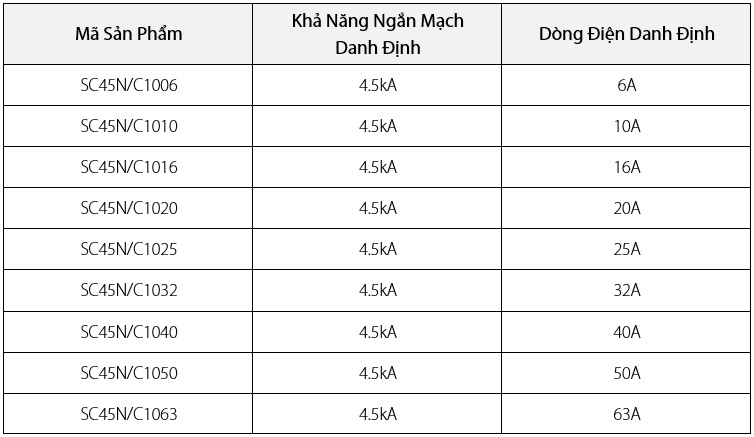 Mã Sản Phẩm
Khả Năng Ngắn Mạch
Danh Định
Dòng Điện Danh Định
SC45N/C1006 4.5kA 6A
SC45N/C1010 4.5kA 10A
SC45N/C1016 4.5kA 16A
SC45N/C1020 4.5kA 20A
SC45N/C1025 4.5kA 25A
SC45N/C1032 4.5kA 32A
SC45N/C1040 4.5kA 40A
SC45N/C1050 4.5kA 50A
SC45N/C1063 4.5kA 63A